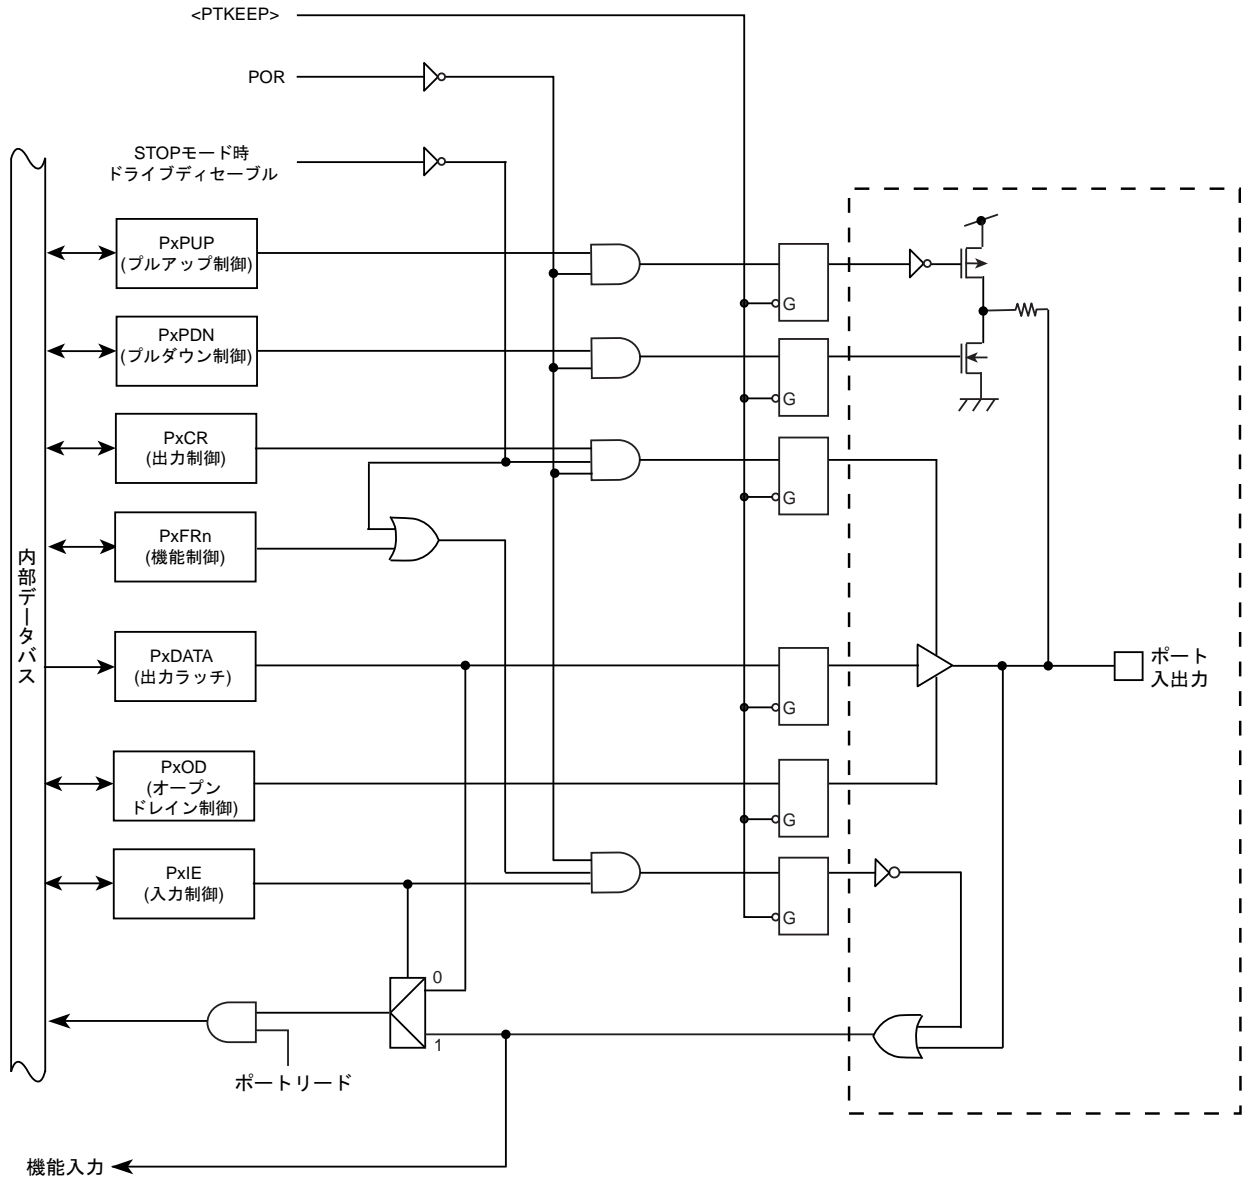 <PTKEEP>
POR
STOPモード時
ドライブディセーブル
PxPUP
(プルアップ制御)
G
PxPDN
(プルダウン制御)
G
PxCR
(出力制御)
G
PxFRn
(機能制御)
内部データバス
PxDATA
(出力ラッチ)
G
ポート
入出力
PxOD
(オープン
ドレイン制御)
G
PxIE
(入力制御)
G
0
1
ポートリード
機能入力